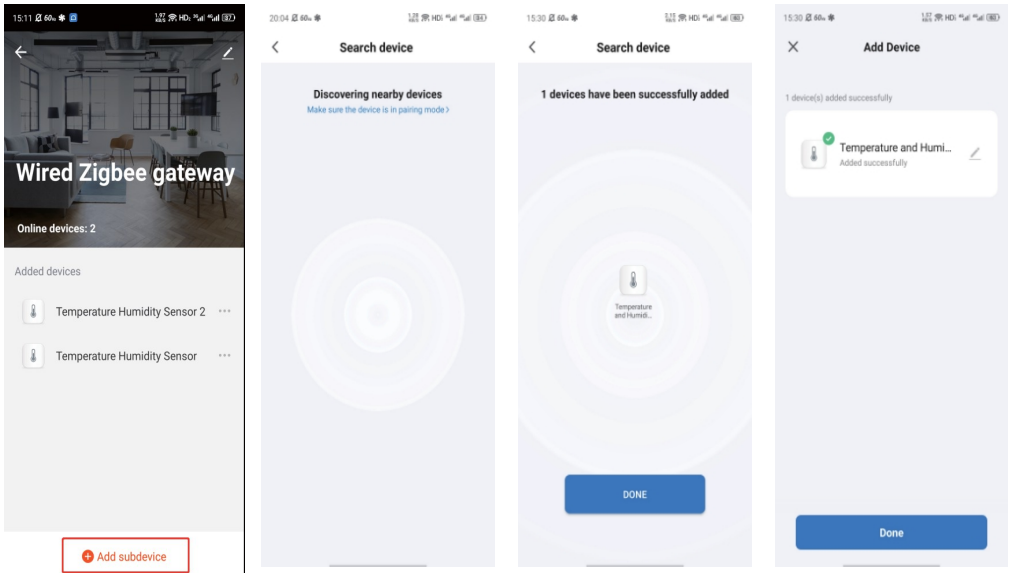 15:11
Wired Zigbee gateway
Online devices: 2
Added devices
Temperature Humidity Sensor 2
Temperature Humidity Sensor
Add subdevice
20:04
Search device
Discovering nearby devices
Make sure the device is in pairing mode >
15:30
Search device
1 devices have been successfully added
Temperature
and Humidi...
DONE
15:30
Add Device
1 device(s) added successfully
Temperature and Humi...
Added successfully
Done